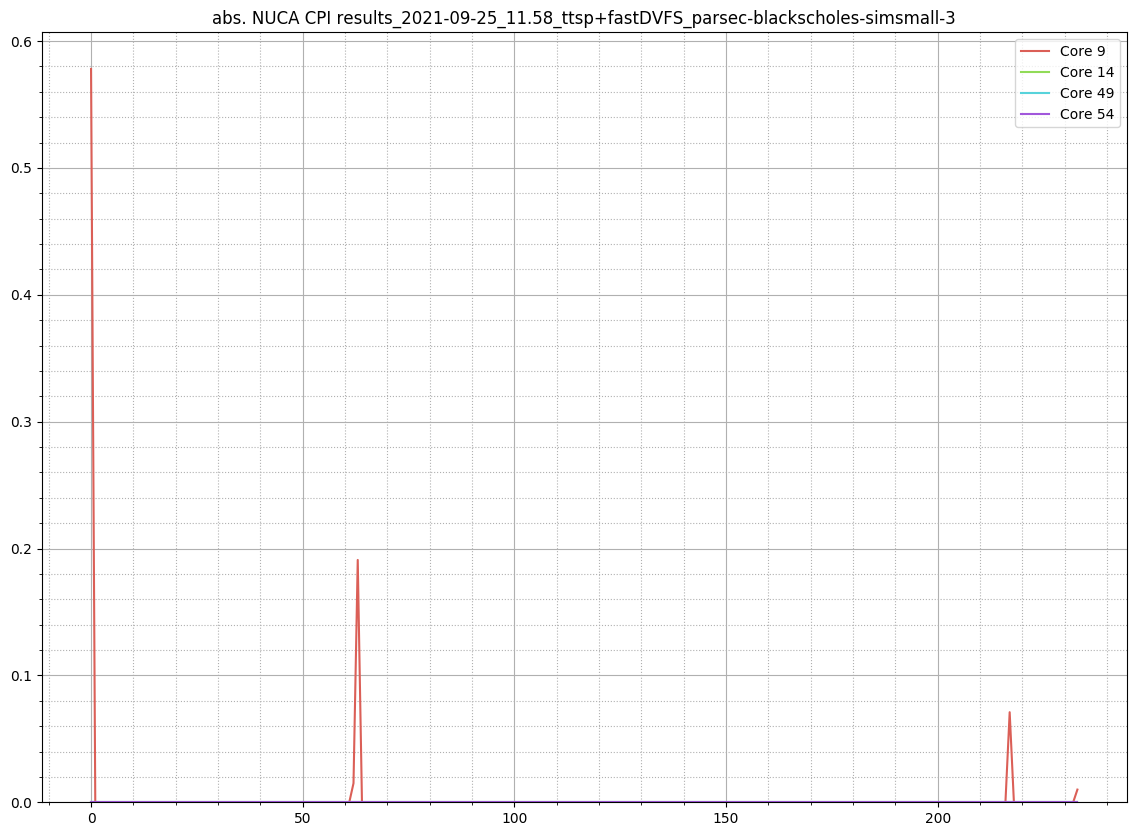 abs. NUCA CPI results_2021-09-25_11.58_ttsp+fastDVFS_parsec-blackscholes-simsmall-3
Core 9
Core 14
Core 49
Core 54
0.6
0.5
0.4
0.3
0.2
0.1
0.0
0 50 100 150 200